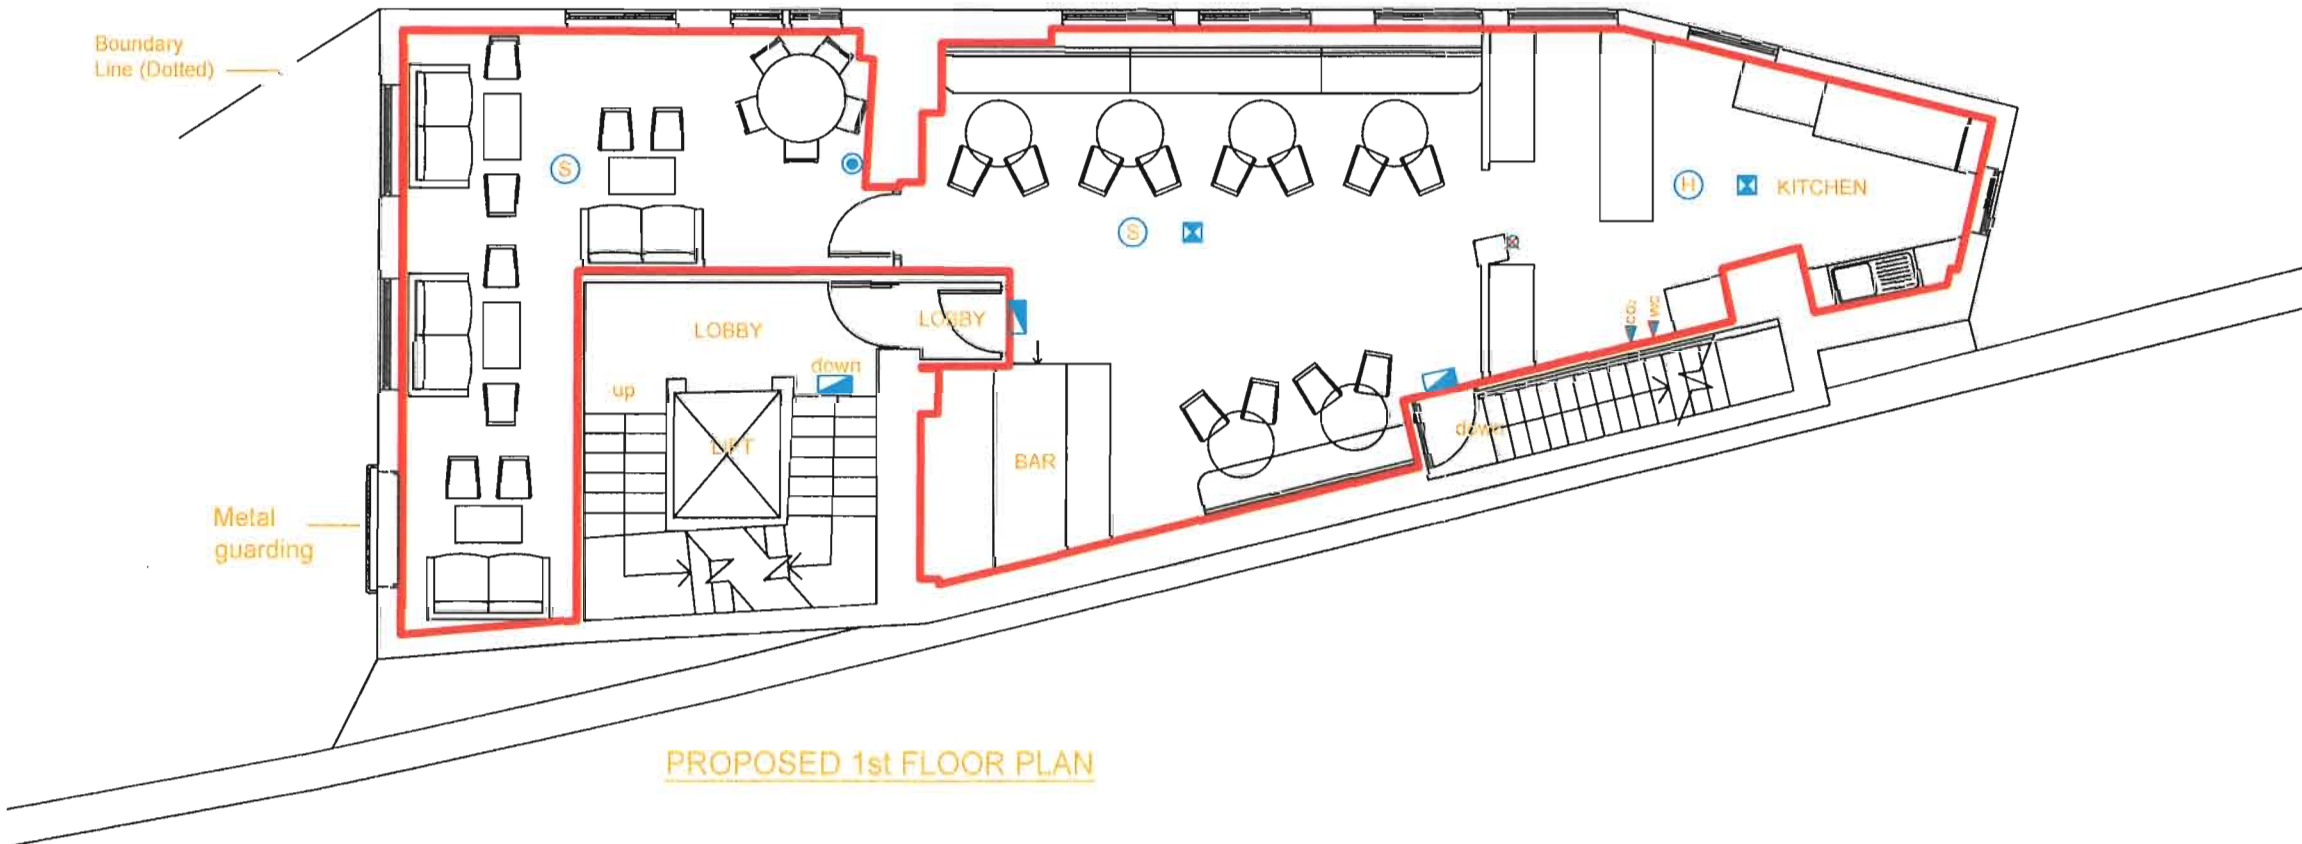 Boundary
Line (Dotted)
S
H
KITCHEN
S
LOBBY
LOBBY
CO2
WC
up
down
LIFT
down
BAR
Metal
guarding
PROPOSED 1st FLOOR PLAN